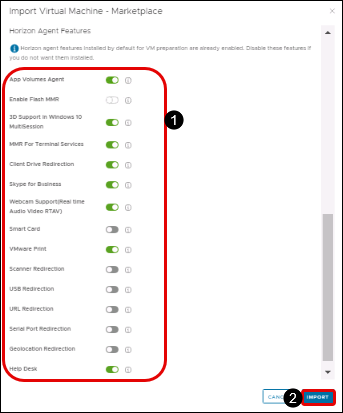 Import Virtual Machine - Marketplace
Horizon Agent Features
Horizon agent features installed by default for VM preparation are already enabled. Disable these features if
you do not want them installed.
App Volumes Agent
Enable Flash MMR
3D Support in Windows 10
MultiSession
1
MMR For Terminal Services
Client Drive Redirection
Skype for Business
Webcam Support(Real time
Audio Video RTAV)
Smart Card
VMware Print
Scanner Redirection
USB Redirection
URL Redirection
Serial Port Redirection
Geolocation Redirection
Help Desk
2
IMPORT